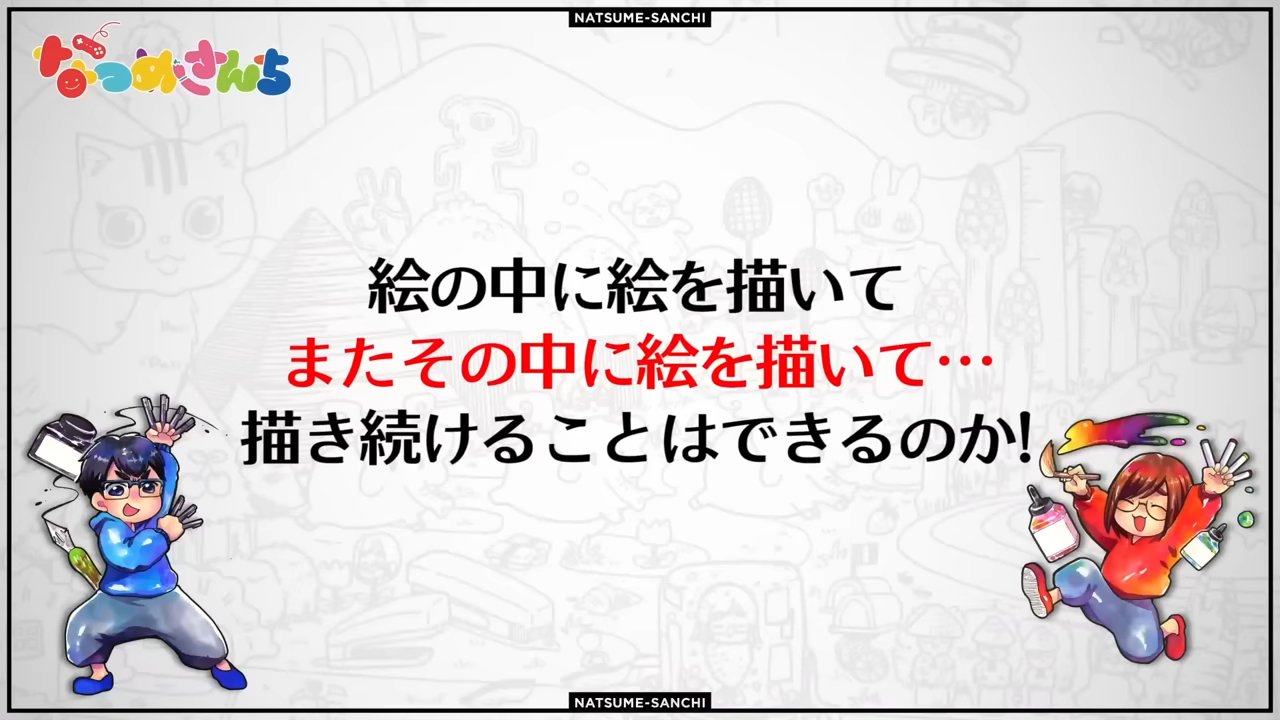 NATSUME-SANCHI
なつめさんち
絵の中に絵を描いて
またその中に絵を描いて…
描き続けることはできるのか!
NATSUME-SANCHI